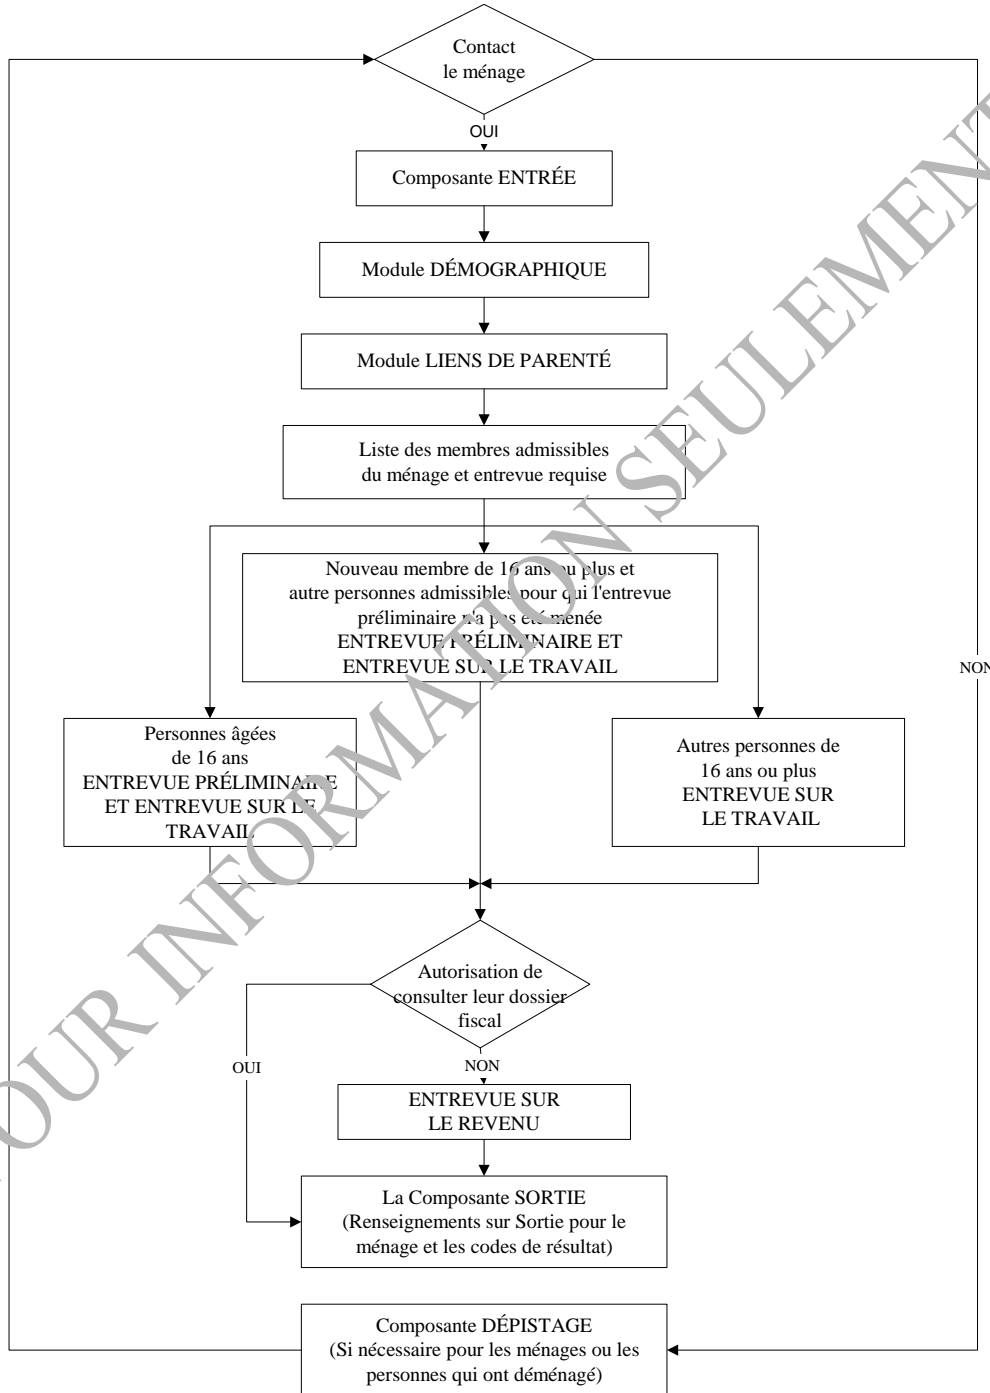 Contact
le ménage
OUI
Composante ENTRÉE
Module DÉMOGRAPHIQUE
Module LIENS DE PARENTÉ
Liste des membres admissibles
du ménage et entrevue requise
Nouveau membre de 16 ans ou plus et
autre personnes admissibles pour qui l'entrevue
préliminaire n'a pas été menée
ENTREVUE PRÉLIMINAIRE ET
ENTREVUE SUR LE TRAVAIL
NON
Personnes âgées
de 16 ans
ENTREVUE PRÉLIMINAIRE
ET ENTREVUE SUR LE
TRAVAIL
Autres personnes de
16 ans ou plus
ENTREVUE SUR
LE TRAVAIL
Autorisation de
consulter leur dossier
fiscal
OUI
NON
ENTREVUE SUR
LE REVENU
La Composante SORTIE
(Renseignements sur Sortie pour le
ménage et les codes de résultat)
Composante DÉPISTAGE
(Si nécessaire pour les ménages ou les
personnes qui ont déménagé)
POUR INFORMATION SEULEMENT